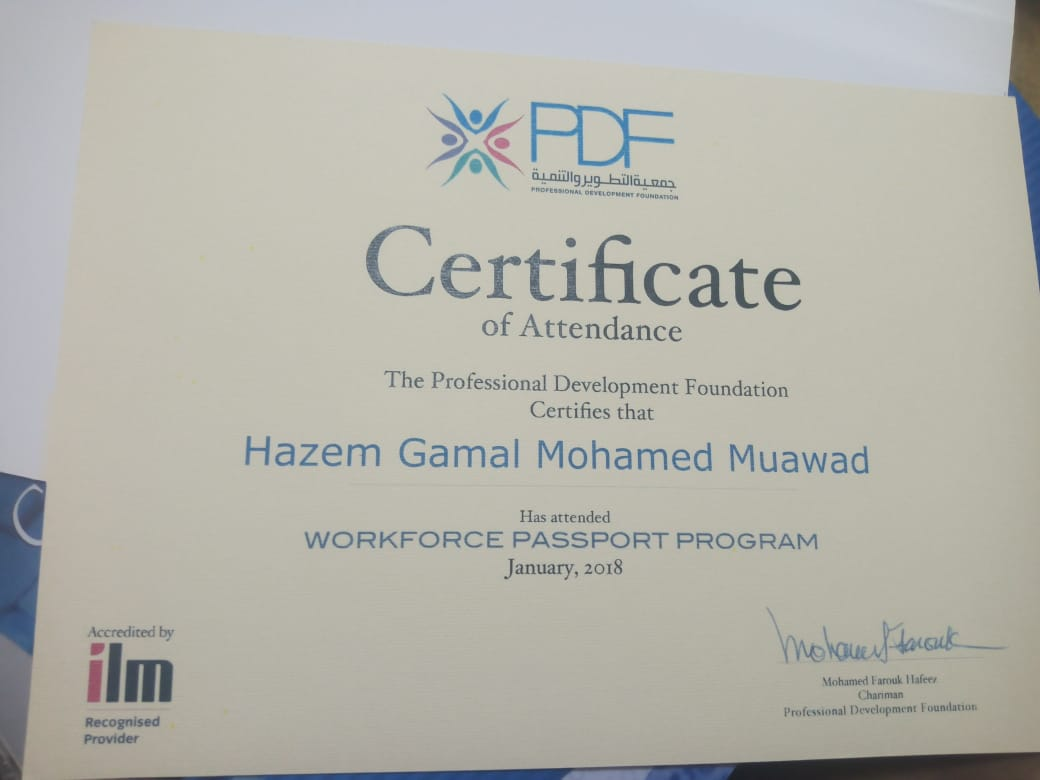 PDF
جمعية التطوير والتنمية
PROFESSIONAL DEVELOPMENT FOUNDATION
Certificate
of Attendance
The Professional Development Foundation
Certifies that
Hazem Gamal Mohamed Muawad
Has attended
WORKFORCE PASSPORT PROGRAM
January, 2018
Accredited by
ilm
Recognised
Provider
Mohamed Farouk
Mohamed Farouk Hafeez
Chariman
Professional Development Foundation